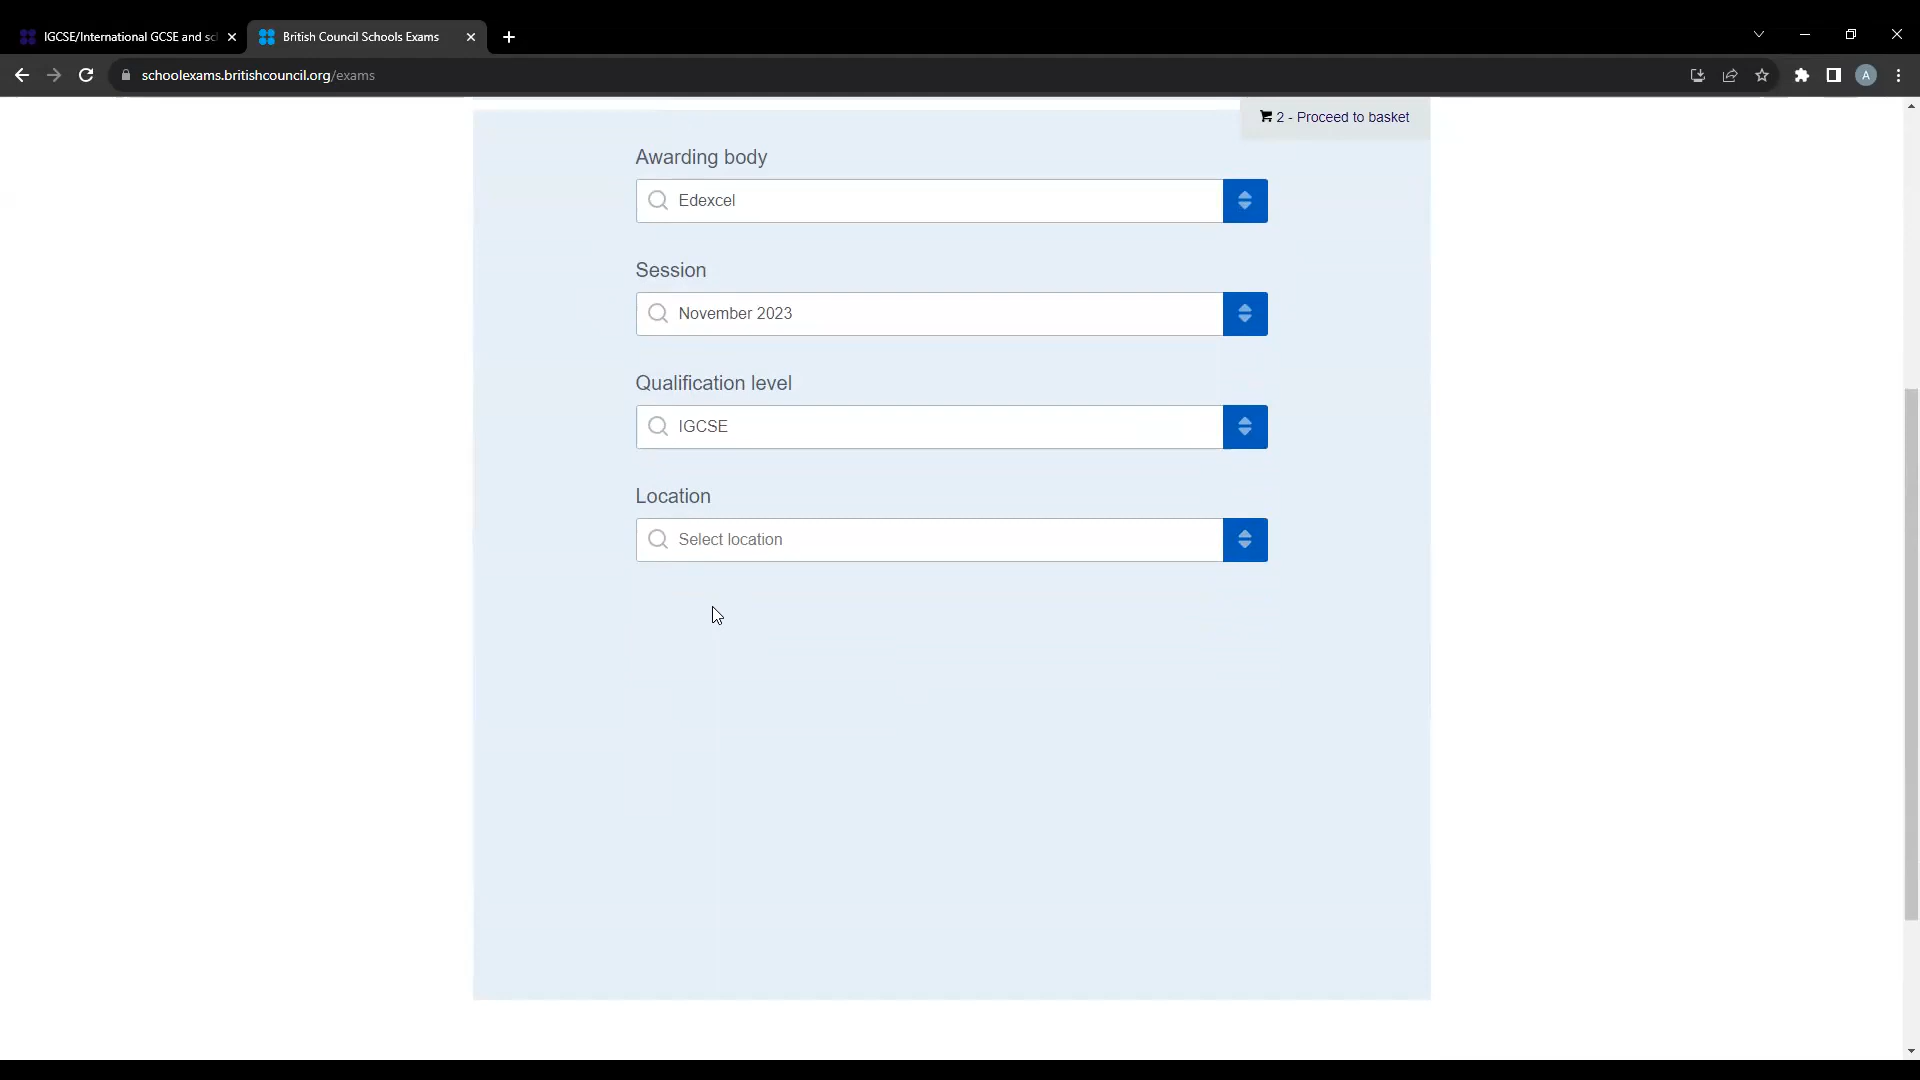 IGCSE/International GCSE and sc
British Council Schools Exams
schoolexams.britishcouncil.org/exams
A
2 - Proceed to basket
Awarding body
Edexcel
Session
November 2023
Qualification level
IGCSE
Location
Select location